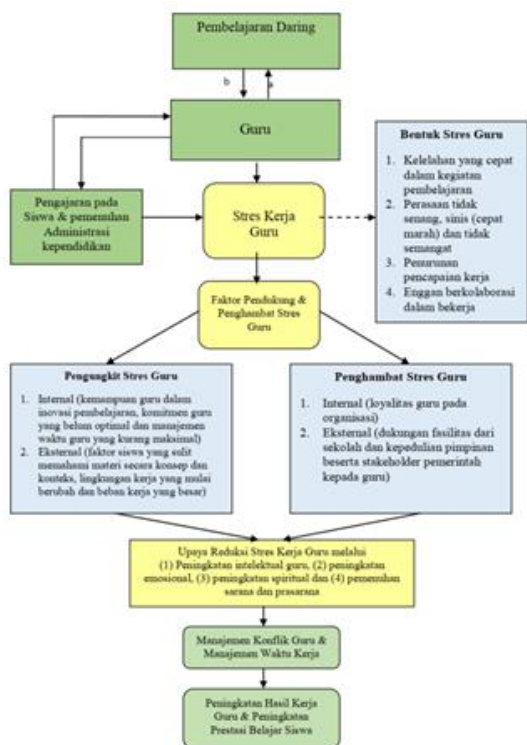 Pembelajaran Daring
b
a
Guru
Bentuk Stres Guru
1. Kelelahan yang cepat
dalam kegiatan
pembelajaran
2. Perasaan tidak
senang, sinis (cepat
marah) dan tidak
semangat
3. Penurunan
pencapaian kerja
4. Enggan berkolaborasi
dalam bekerja
Pengajaran pada
Siswa & pemenuhan
Administrasi
kependidikan
Stres Kerja
Guru
Faktor Pendukung &
Penghambat Stres
Guru
Pengungkit Stres Guru
1. Internal (kemampuan guru dalam
inovasi pembelajaran, komitmen guru
yang belum optimal dan manajemen
waktu guru yang kurang maksimal)
2. Eksternal (faktor siswa yang sulit
memahami materi secara konsep dan
konteks, lingkungan kerja yang mulai
berubah dan beban kerja yang besar)
Penghambat Stres Guru
1. Internal (loyalitas guru pada
organisasi)
2. Eksternal (dukungan fasilitas dari
sekolah dan kepedulian pimpinan
beserta stakeholder pemerintah
kepada guru)
Upaya Reduksi Stres Kerja Guru melalui
(1) Peningkatan intelektual guru, (2) peningkatan
emosional, (3) peningkatan spiritual dan (4) pemenuhan
sarana dan prasarana
Manajemen Konflik Guru &
Manajemen Waktu Kerja
Peningkatan Hasil Kerja
Guru & Peningkatan
Prestasi Belajar Siswa